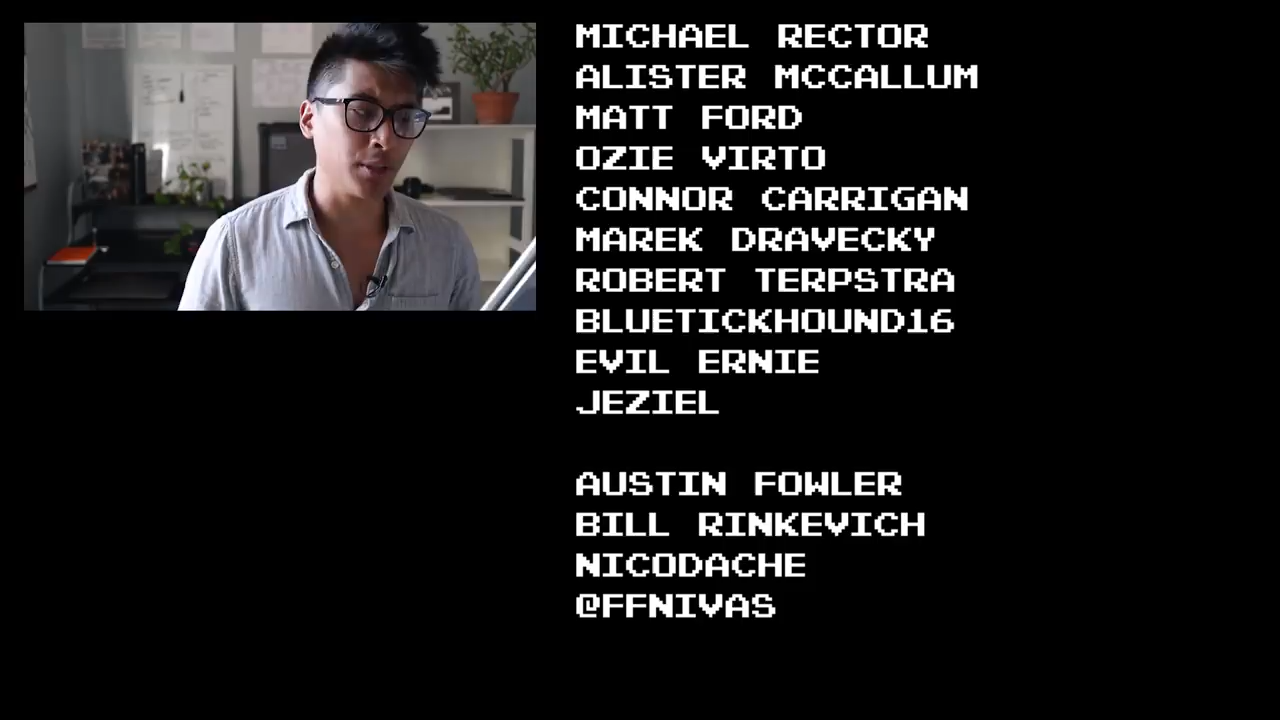 MICHAEL RECTOR
ALISTER MCCALLUM
MATT FORD
OZIE VIRTO
CONNOR CARRIGAN
MAREK DRAVECKY
ROBERT TERPSTRA
BLUETICKHOUND16
EVIL ERNIE
JEZIEL
AUSTIN FOWLER
BILL RINKEVICH
NICODACHE
@FFNIVAS